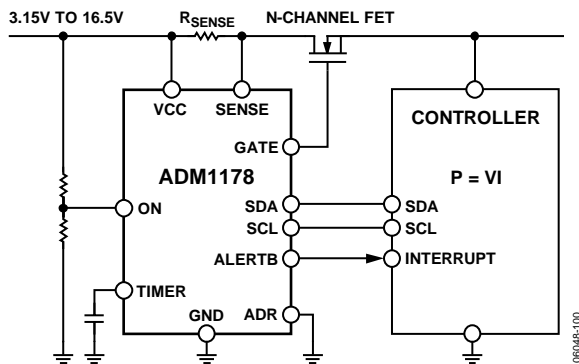 3.15V TO 16.5V
RSENSE
N-CHANNEL FET
VCC
SENSE
CONTROLLER
GATE
ADM1178
P = VI
ON
SDA
SDA
SCL
SCL
ALERTB
INTERRUPT
TIMER
GND
ADR
06048-100